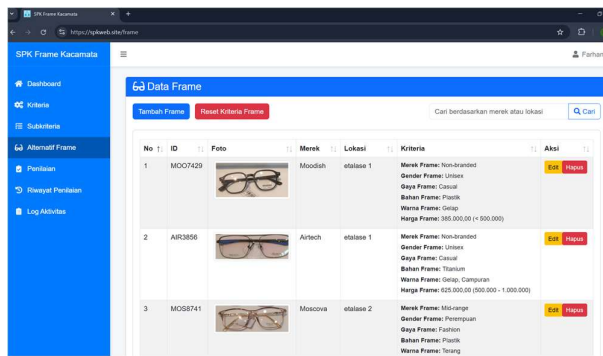 SPK Frame Kacamata
https://spkweb.site/frame
SPK Frame Kacamata
Farhan
Dashboard
Kriteria
Subkriteria
Alternatif Frame
Penilaian
Riwayat Penilaian
Log Aktivitas
Data Frame
Tambah Frame Reset Kriteria Frame Cari berdasarkan merek atau lokasi Cari
No ID Foto Merek Lokasi Kriteria Aksi
1 MOO7429 Moodish etalase 1 Merek Frame: Non-branded Edit Hapus
Gender Frame: Unisex
Gaya Frame: Casual
Bahan Frame: Plastik
Warna Frame: Gelap
Harga Frame: 385.000,00 (< 500.000)
2 AIR3856 Airtech etalase 1 Merek Frame: Non-branded Edit Hapus
Gender Frame: Unisex
Gaya Frame: Casual
Bahan Frame: Titanium
Warna Frame: Gelap, Campuran
Harga Frame: 625.000,00 (500.000 - 1.000.000)
3 MOS8741 Moscova etalase 2 Merek Frame: Mid-range Edit Hapus
Gender Frame: Perempuan
Gaya Frame: Fashion
Bahan Frame: Plastik
Warna Frame: Terang